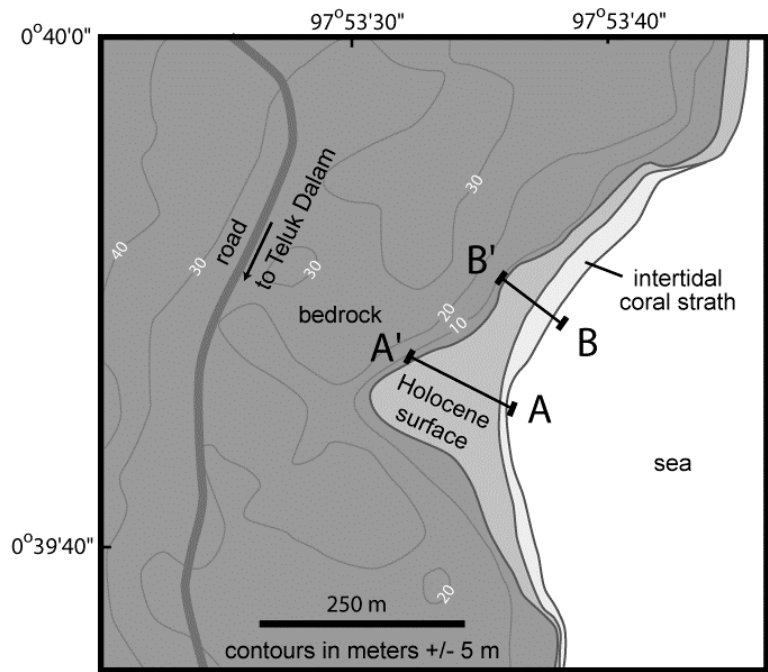 97°53'30"
97°53'40"
0°40'0"
30
40
30
road
to Teluk Dalam
30
B'
intertidal
coral strath
bedrock
20
10
B
A'
A
Holocene
surface
sea
0°39'40"
20
250 m
contours in meters +/- 5 m